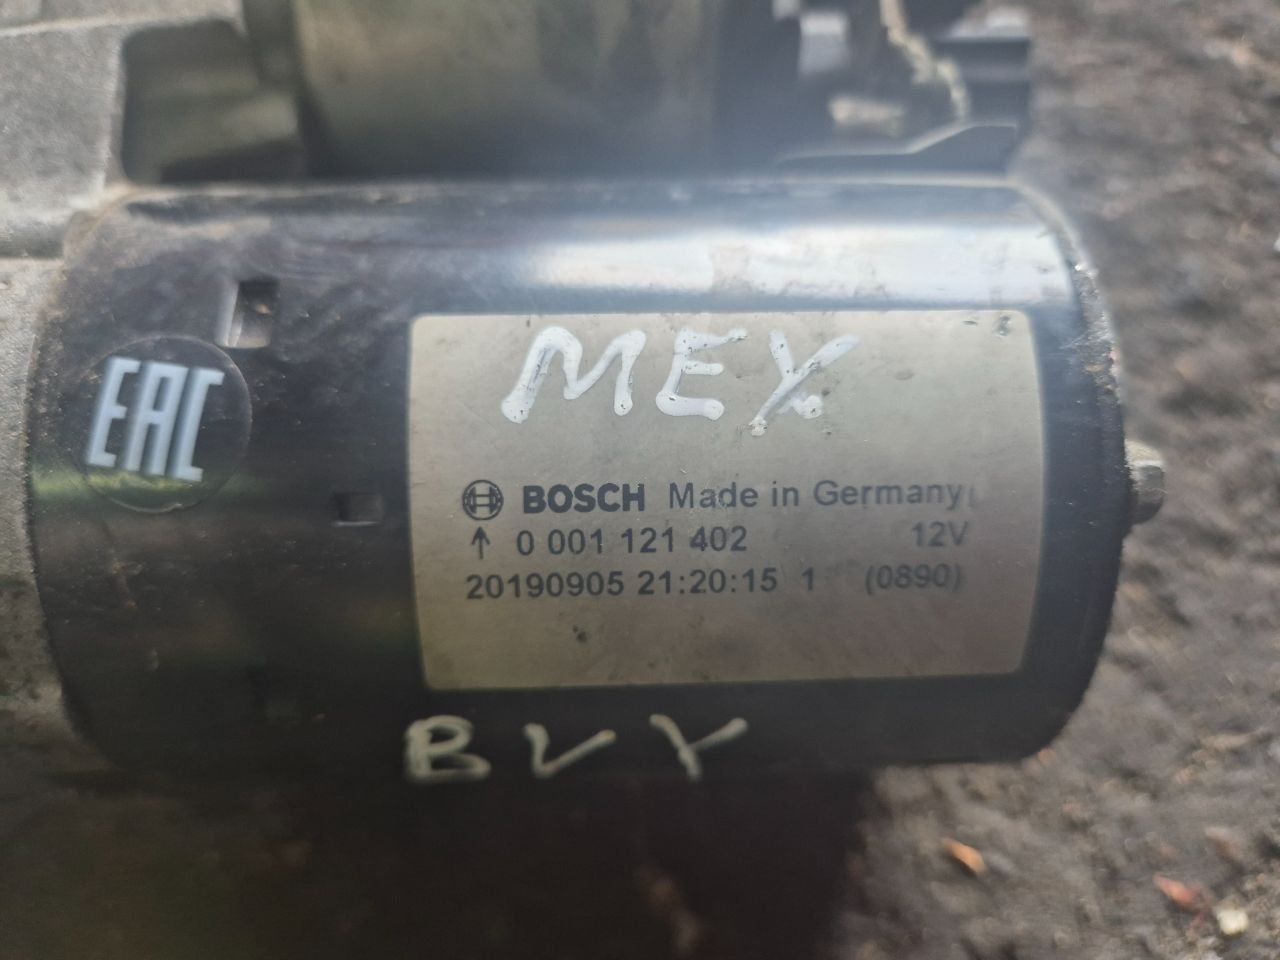 MEX
EAC
BOSCH Made in Germany
0 001 121 402 12V
20190905 21:20:15 1 (0890)
BVY